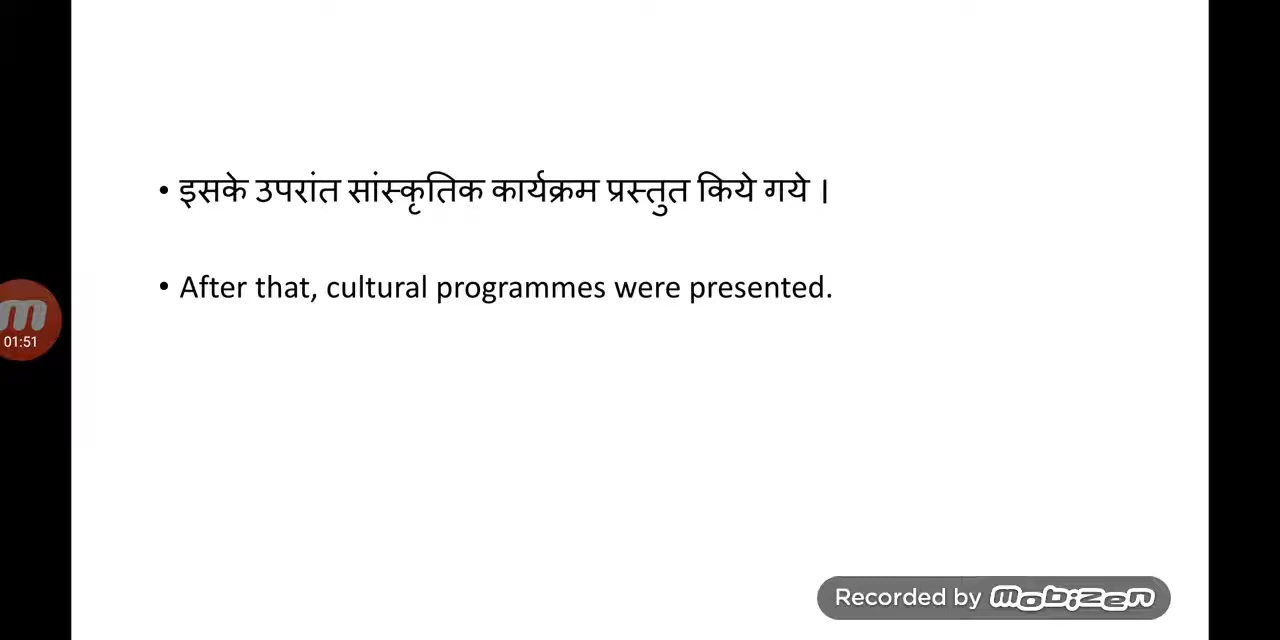 • इसके उपरांत सांस्कृतिक कार्यक्रम प्रस्तुत किये गये ।
• After that, cultural programmes were presented.
m
01:51
Recorded by mobizen